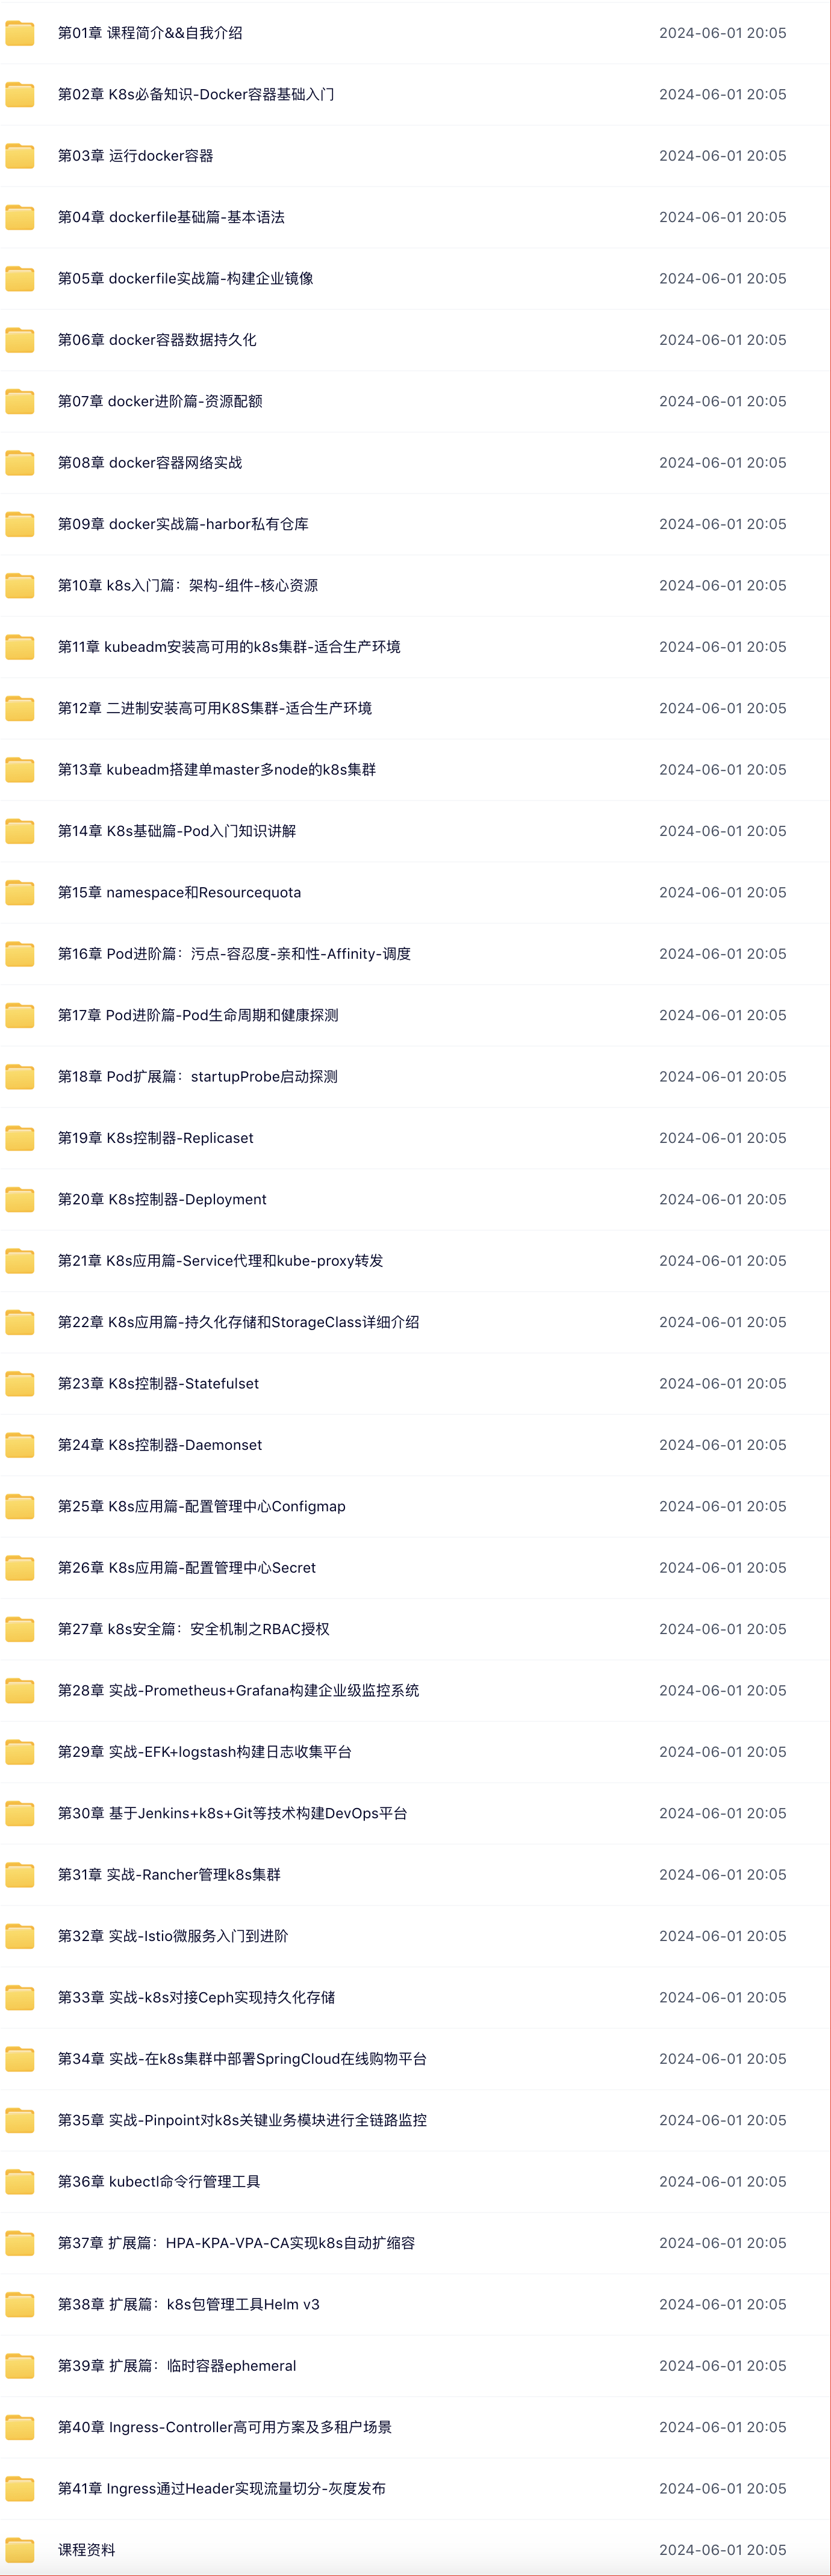 第01章 课程简介&&自我介绍 2024-06-01 20:05
第02章 K8s必备知识-Docker容器基础入门 2024-06-01 20:05
第03章 运行docker容器 2024-06-01 20:05
第04章 dockerfile基础篇-基本语法 2024-06-01 20:05
第05章 dockerfile实战篇-构建企业镜像 2024-06-01 20:05
第06章 docker容器数据持久化 2024-06-01 20:05
第07章 docker进阶篇-资源配额 2024-06-01 20:05
第08章 docker容器网络实战 2024-06-01 20:05
第09章 docker实战篇-harbor私有仓库 2024-06-01 20:05
第10章 k8s入门篇：架构-组件-核心资源 2024-06-01 20:05
第11章 kubeadm安装高可用的k8s集群-适合生产环境 2024-06-01 20:05
第12章 二进制安装高可用K8S集群-适合生产环境 2024-06-01 20:05
第13章 kubeadm搭建单master多node的k8s集群 2024-06-01 20:05
第14章 K8s基础篇-Pod入门知识讲解 2024-06-01 20:05
第15章 namespace和Resourcequota 2024-06-01 20:05
第16章 Pod进阶篇：污点-容忍度-亲和性-Affinity-调度 2024-06-01 20:05
第17章 Pod进阶篇-Pod生命周期和健康探测 2024-06-01 20:05
第18章 Pod扩展篇：startupProbe启动探测 2024-06-01 20:05
第19章 K8s控制器-Replicaset 2024-06-01 20:05
第20章 K8s控制器-Deployment 2024-06-01 20:05
第21章 K8s应用篇-Service代理和kube-proxy转发 2024-06-01 20:05
第22章 K8s应用篇-持久化存储和StorageClass详细介绍 2024-06-01 20:05
第23章 K8s控制器-Statefulset 2024-06-01 20:05
第24章 K8s控制器-Daemonset 2024-06-01 20:05
第25章 K8s应用篇-配置管理中心Configmap 2024-06-01 20:05
第26章 K8s应用篇-配置管理中心Secret 2024-06-01 20:05
第27章 k8s安全篇：安全机制之RBAC授权 2024-06-01 20:05
第28章 实战-Prometheus+Grafana构建企业级监控系统 2024-06-01 20:05
第29章 实战-EFK+logstash构建日志收集平台 2024-06-01 20:05
第30章 基于Jenkins+k8s+Git等技术构建DevOps平台 2024-06-01 20:05
第31章 实战-Rancher管理k8s集群 2024-06-01 20:05
第32章 实战-Istio微服务入门到进阶 2024-06-01 20:05
第33章 实战-k8s对接Ceph实现持久化存储 2024-06-01 20:05
第34章 实战-在k8s集群中部署SpringCloud在线购物平台 2024-06-01 20:05
第35章 实战-Pinpoint对k8s关键业务模块进行全链路监控 2024-06-01 20:05
第36章 kubectl命令行管理工具 2024-06-01 20:05
第37章 扩展篇：HPA-KPA-VPA-CA实现k8s自动扩缩容 2024-06-01 20:05
第38章 扩展篇：k8s包管理工具Helm v3 2024-06-01 20:05
第39章 扩展篇：临时容器ephemeral 2024-06-01 20:05
第40章 Ingress-Controller高可用方案及多租户场景 2024-06-01 20:05
第41章 Ingress通过Header实现流量切分-灰度发布 2024-06-01 20:05
课程资料 2024-06-01 20:05